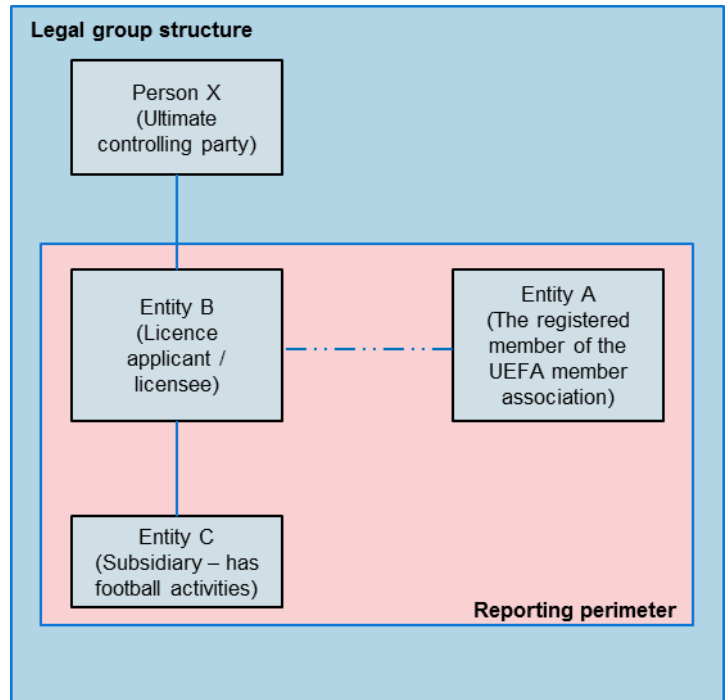 Legal group structure
Person X
(Ultimate
controlling party)
Entity B
(Licence
applicant /
licensee)
Entity A
(The registered
member of the
UEFA member
association)
Entity C
(Subsidiary – has
football activities)
Reporting perimeter